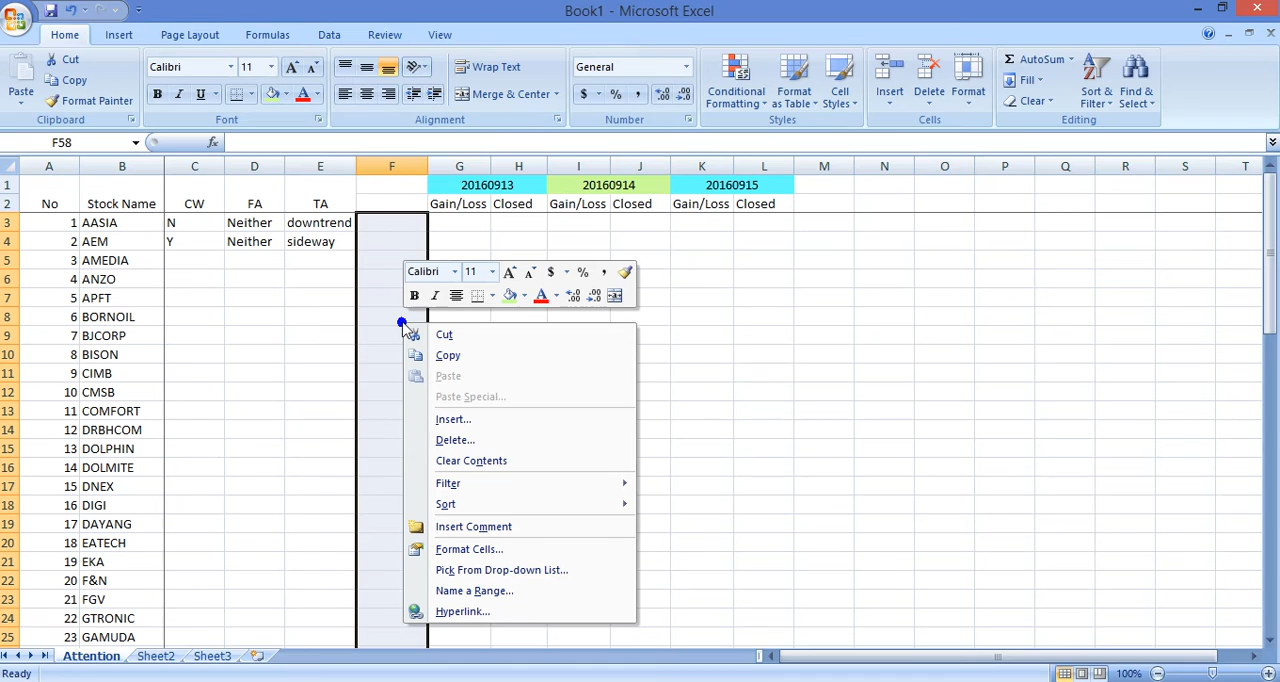 Book1 - Microsoft Excel
Home Insert Page Layout Formulas Data Review View
Paste
Cut
Copy
Format Painter
Clipboard
Calibri 11
B I U
Font
Wrap Text
Merge & Center
Alignment
General
$ % ,
Number
Conditional Formatting
Format as Table
Cell Styles
Styles
Insert Delete Format
Cells
Σ AutoSum
Fill
Clear
Sort & Filter
Find & Select
Editing
F58 fx
A B C D E F G H I J K L M N O P Q R S T
1 20160913 20160914 20160915
2 No Stock Name CW FA TA Gain/Loss Closed Gain/Loss Closed Gain/Loss Closed
3 1 AASIA N Neither downtrend
4 2 AEM Y Neither sideway
5 3 AMEDIA
6 4 ANZO
7 5 APFT
8 6 BORNOIL
9 7 BJCORP
10 8 BISON
11 9 CIMB
12 10 CMSB
13 11 COMFORT
14 12 DRBHCOM
15 13 DOLPHIN
16 14 DOLMITE
17 15 DNEX
18 16 DIGI
19 17 DAYANG
20 18 EATECH
21 19 EKA
22 20 F&N
23 21 FGV
24 22 GTRONIC
25 23 GAMUDA
Calibri 11 A A $ % ,
B I A
Cut
Copy
Paste
Paste Special...
Insert...
Delete...
Clear Contents
Filter
Sort
Insert Comment
Format Cells...
Pick From Drop-down List...
Name a Range...
Hyperlink...
Attention Sheet2 Sheet3
Ready 100%